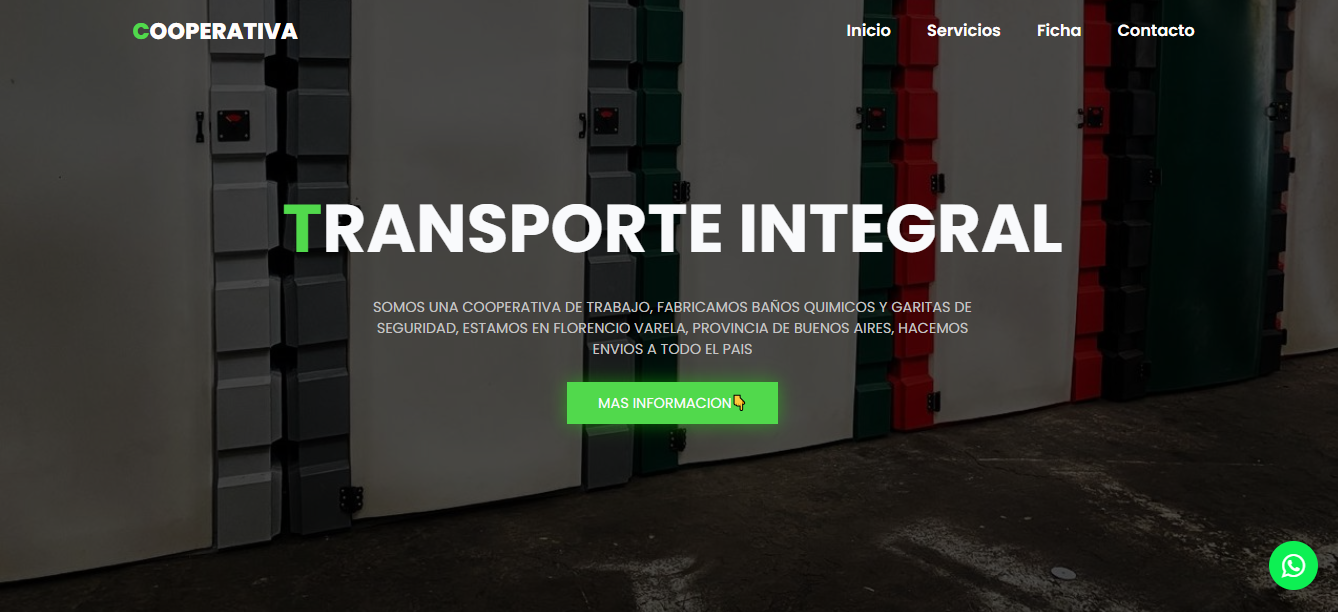 COOPERATIVA
Inicio Servicios Ficha Contacto
TRANSPORTE INTEGRAL
SOMOS UNA COOPERATIVA DE TRABAJO, FABRICAMOS BAÑOS QUIMICOS Y GARITAS DE
SEGURIDAD, ESTAMOS EN FLORENCIO VARELA, PROVINCIA DE BUENOS AIRES, HACEMOS
ENVIOS A TODO EL PAIS
MAS INFORMACION👇